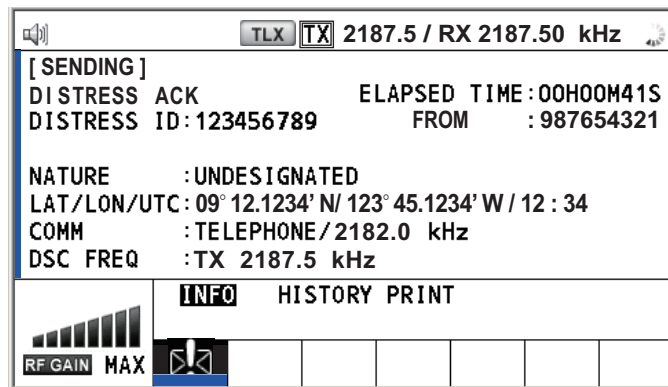 TLX TX 2187.5 / RX 2187.50 kHz
[ SENDING ]
DISTRESS ACK ELAPSED TIME:00H00M41S
DISTRESS ID:123456789 FROM : 987654321
NATURE :UNDESIGNATED
LAT/LON/UTC: 09° 12.1234' N/ 123° 45.1234' W / 12 : 34
COMM :TELEPHONE/2182.0 kHz
DSC FREQ :TX 2187.5 kHz
INFO HISTORY PRINT
RF GAIN MAX